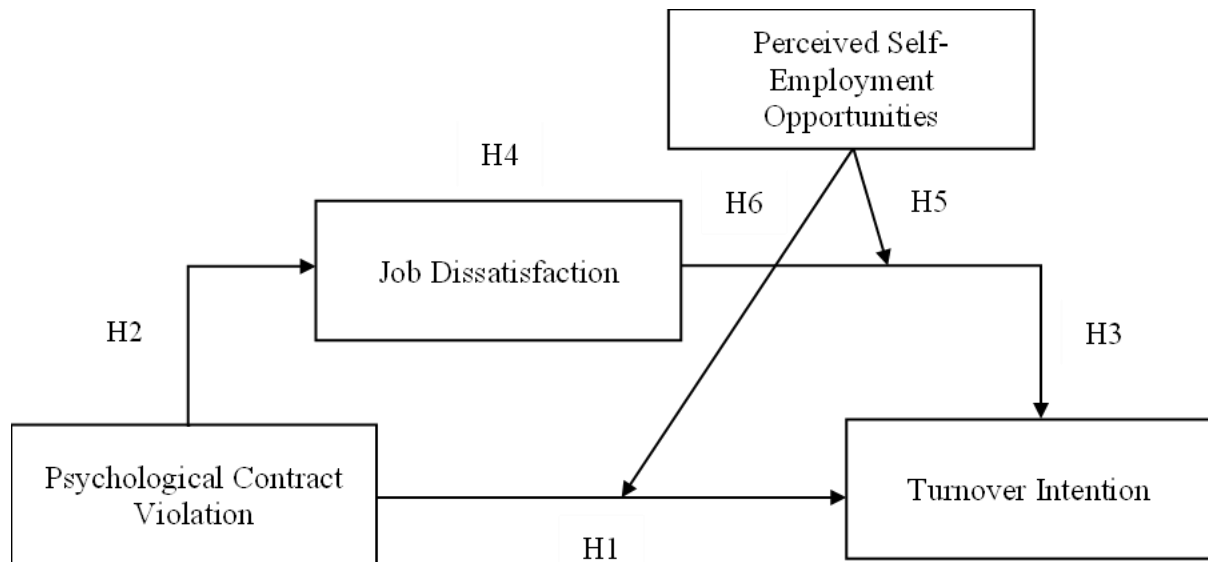 Perceived Self-
Employment
Opportunities
H4
H6
H5
Job Dissatisfaction
H2
H3
Psychological Contract
Violation
Turnover Intention
H1